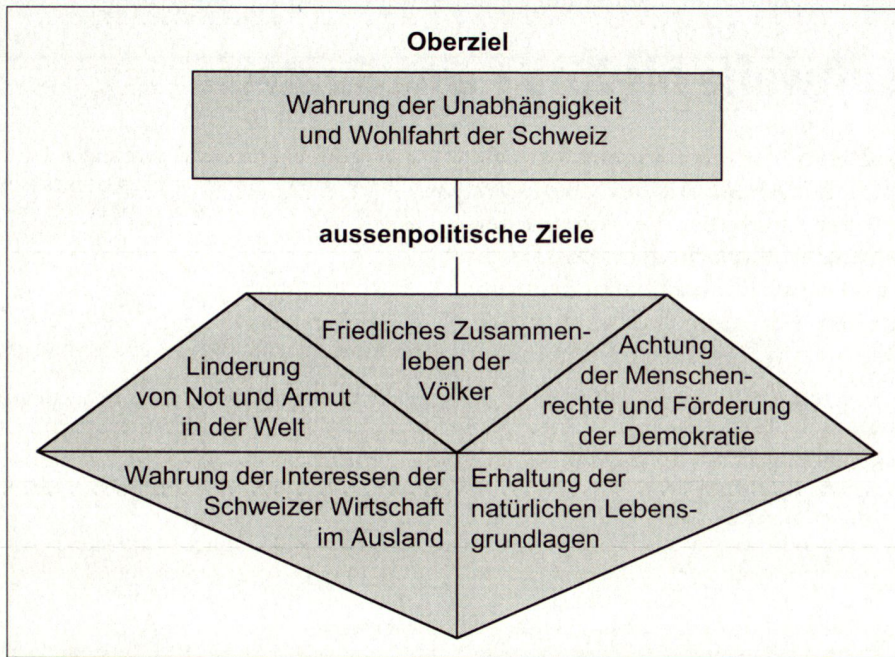 Oberziel
Wahrung der Unabhängigkeit
und Wohlfahrt der Schweiz
aussenpolitische Ziele
Linderung
von Not und Armut
in der Welt
Friedliches Zusammen-
leben der
Völker
Achtung
der Menschen-
rechte und Förderung
der Demokratie
Wahrung der Interessen der
Schweizer Wirtschaft
im Ausland
Erhaltung der
natürlichen Lebens-
grundlagen